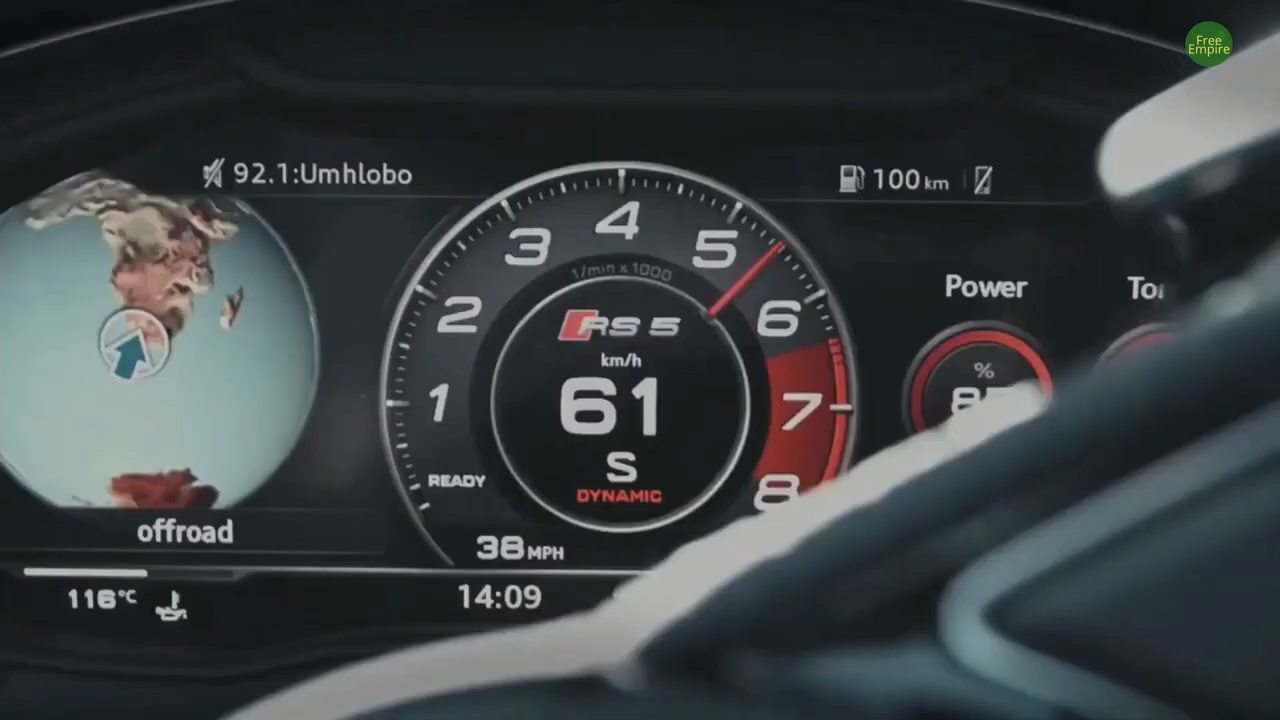 Free
Empire
92.1:Umhlobo
100 km
4
3
5
1/min x 1000
2
6
RS 5
km/h
61
1
7
S
READY
DYNAMIC
8
38 MPH
Power
%
offroad
116°C
14:09